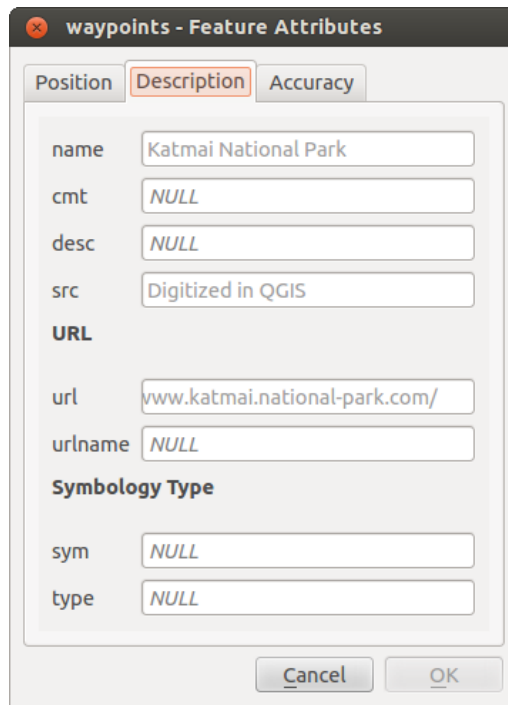 waypoints - Feature Attributes
Position Description Accuracy
name Katmai National Park
cmt NULL
desc NULL
src Digitized in QGIS
URL
url www.katmai.national-park.com/
urlname NULL
Symbology Type
sym NULL
type NULL
Cancel OK